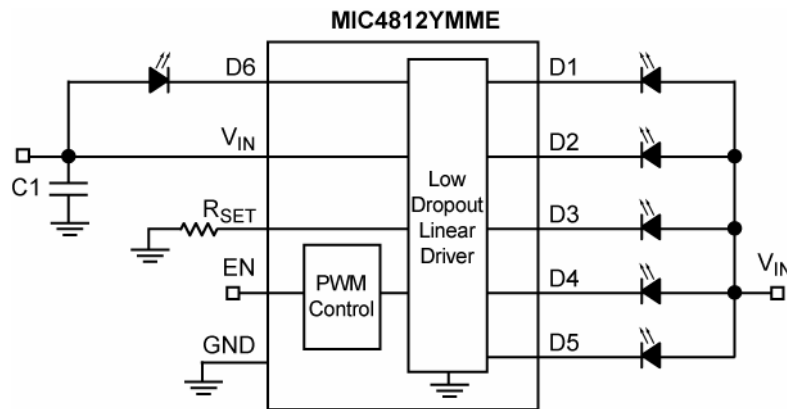 MIC4812YMME
D6
D1
VIN
D2
C1
RSET
D3
Low
Dropout
Linear
Driver
EN
PWM
Control
D4
VIN
GND
D5